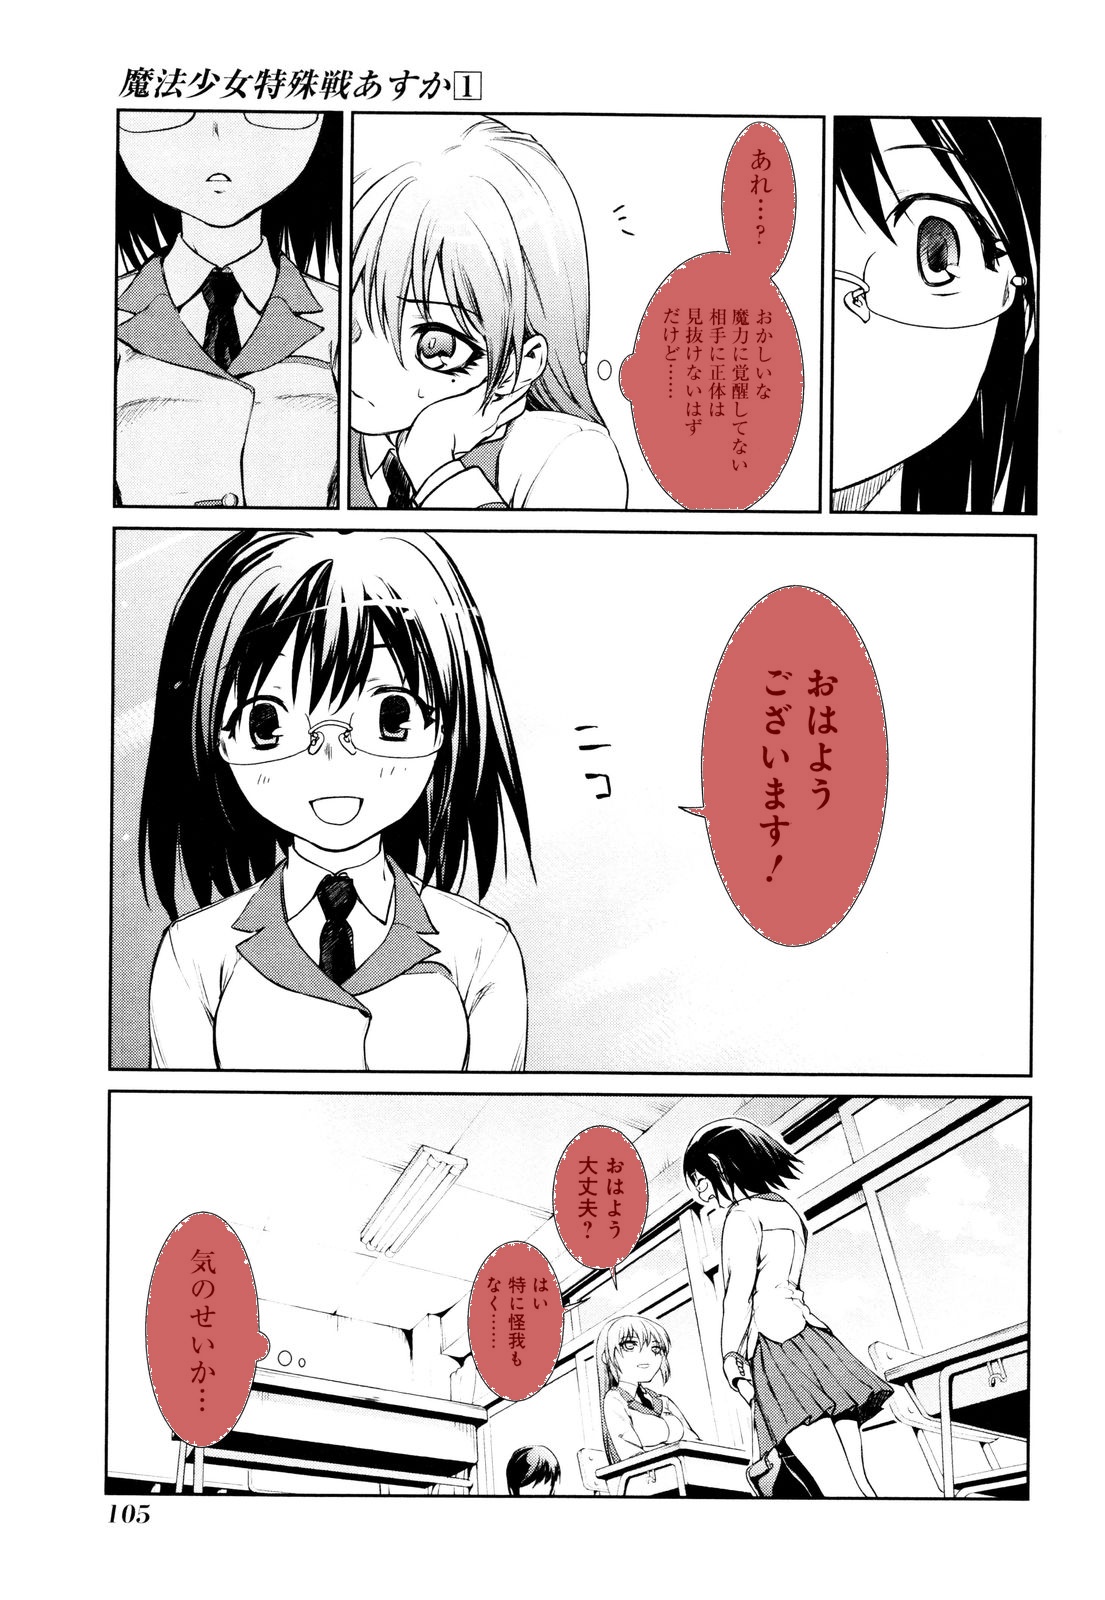 魔法少女特殊戦あすか1
あれ……?
おかしいな
魔力に覚醒してない
相手に正体は
見抜けないはず
だけど……
おはよう
ございます!
ニコ
おはよう
大丈夫?
はい
特に怪我も
なく……
気のせいか…
105